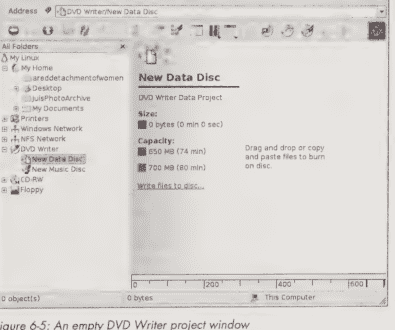 Address DVD Writer/New Data Disc
All Folders x
My Linux
My Home
areddetachmentofwomen
Desktop
JuisPhotoArchive
My Documents
Printers
Windows Network
NFS Network
DVD Writer
New Data Disc
New Music Disc
CD-RW
Floppy
New Data Disc
DVD Writer Data Project
Size:
0 bytes (0 min 0 sec)
Capacity:
650 MB (74 min)
700 MB (80 min)
Drag and drop or copy
and paste files to burn
on disc.
Write files to disc...
0 200 400 600
0 object(s) 0 bytes This Computer
igure 6-5: An empty DVD Writer project window